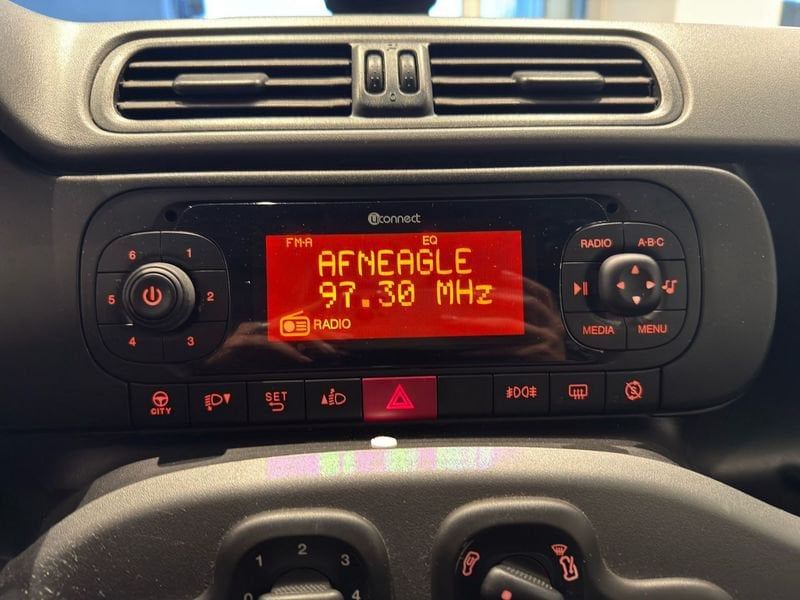 uconnect
FM-A EQ
AFNEAGLE
97.30 MHz
RADIO
6 1
5 2
4 3
RADIO A·B·C
MEDIA MENU
CITY
SET
0 1 2 3 4